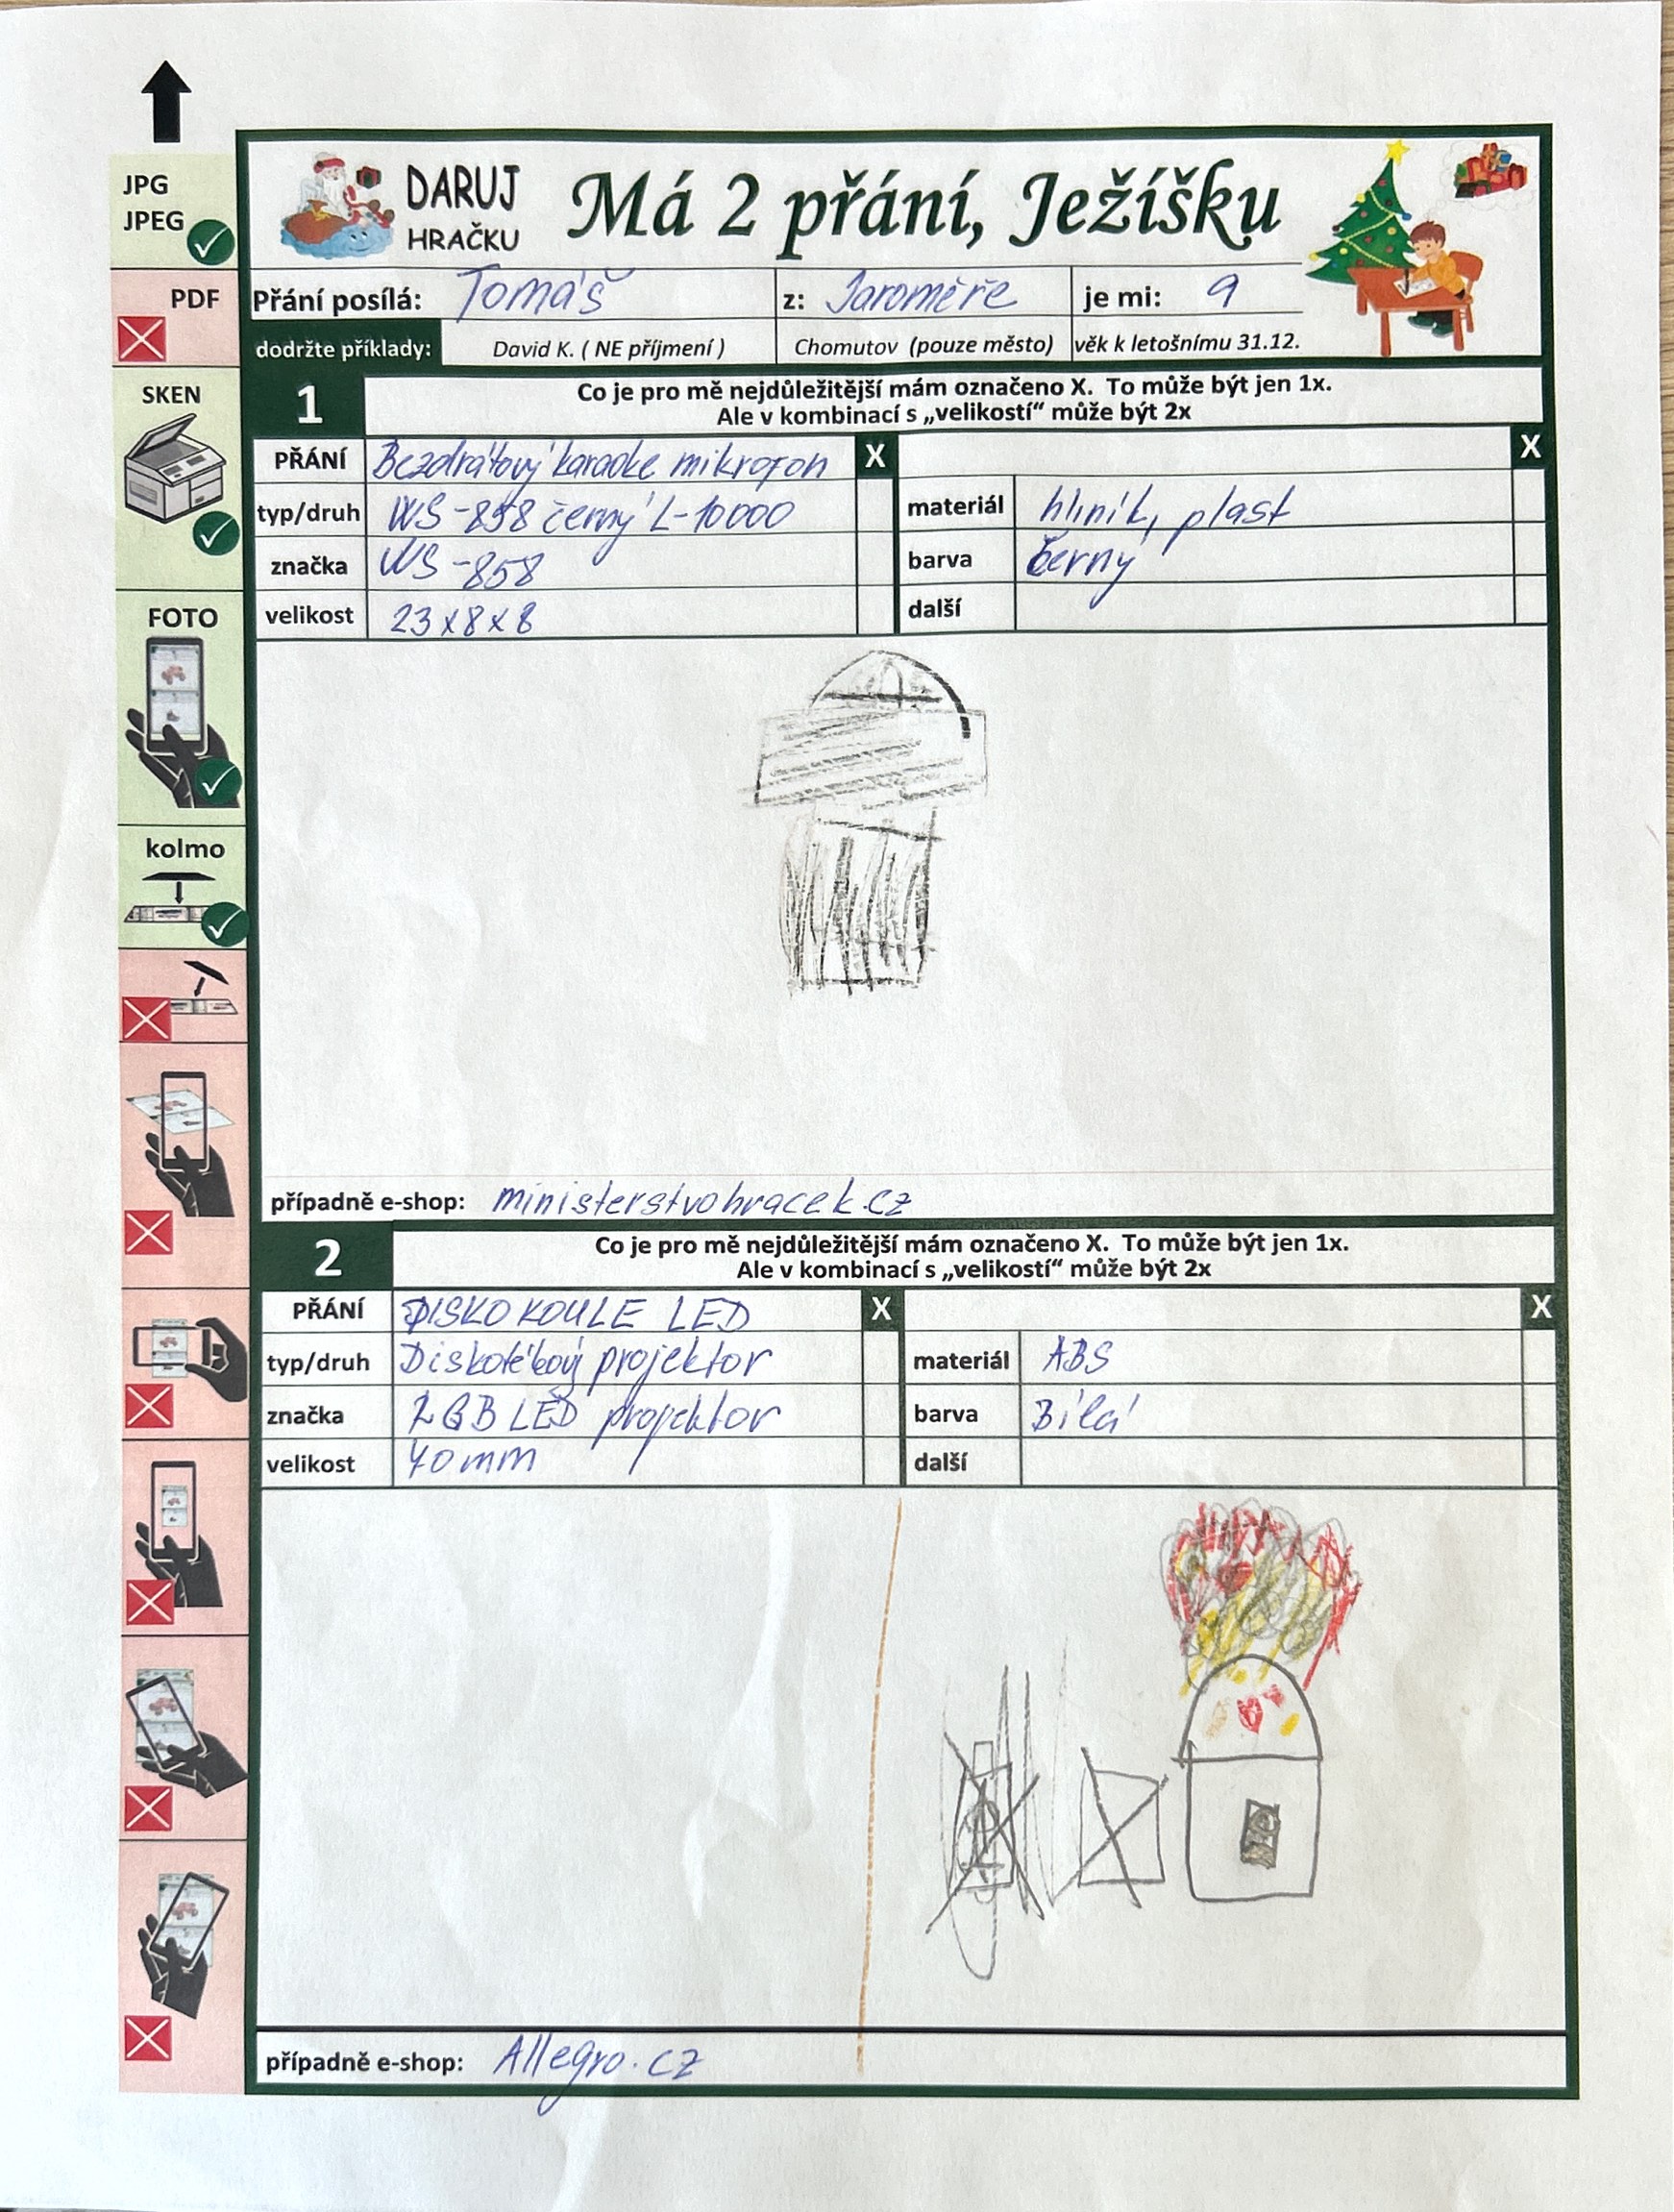 JPG
JPEG
PDF
SKEN
FOTO
kolmo
DARUJ
HRAČKU
Má 2 přání, Ježíšku
Přání posílá: Tomáš z: Jaroměře je mi: 9
dodržte příklady: David K. ( NE příjmení ) Chomutov (pouze město) věk k letošnímu 31.12.
1 Co je pro mě nejdůležitější mám označeno X. To může být jen 1x.
Ale v kombinací s „velikostí“ může být 2x
PŘÁNÍ Bezdrátový karaoke mikrofon X X
typ/druh WS-858 černý L-10000 materiál hliník, plast
značka WS-858 barva černý
velikost 23x8x8 další
případně e-shop: ministerstvohracek.cz
2 Co je pro mě nejdůležitější mám označeno X. To může být jen 1x.
Ale v kombinací s „velikostí“ může být 2x
PŘÁNÍ DISKO KOULE LED X X
typ/druh Diskotékový projektor materiál ABS
značka RGB LED projektor barva Bílá
velikost 40mm další
případně e-shop: Allegro.cz